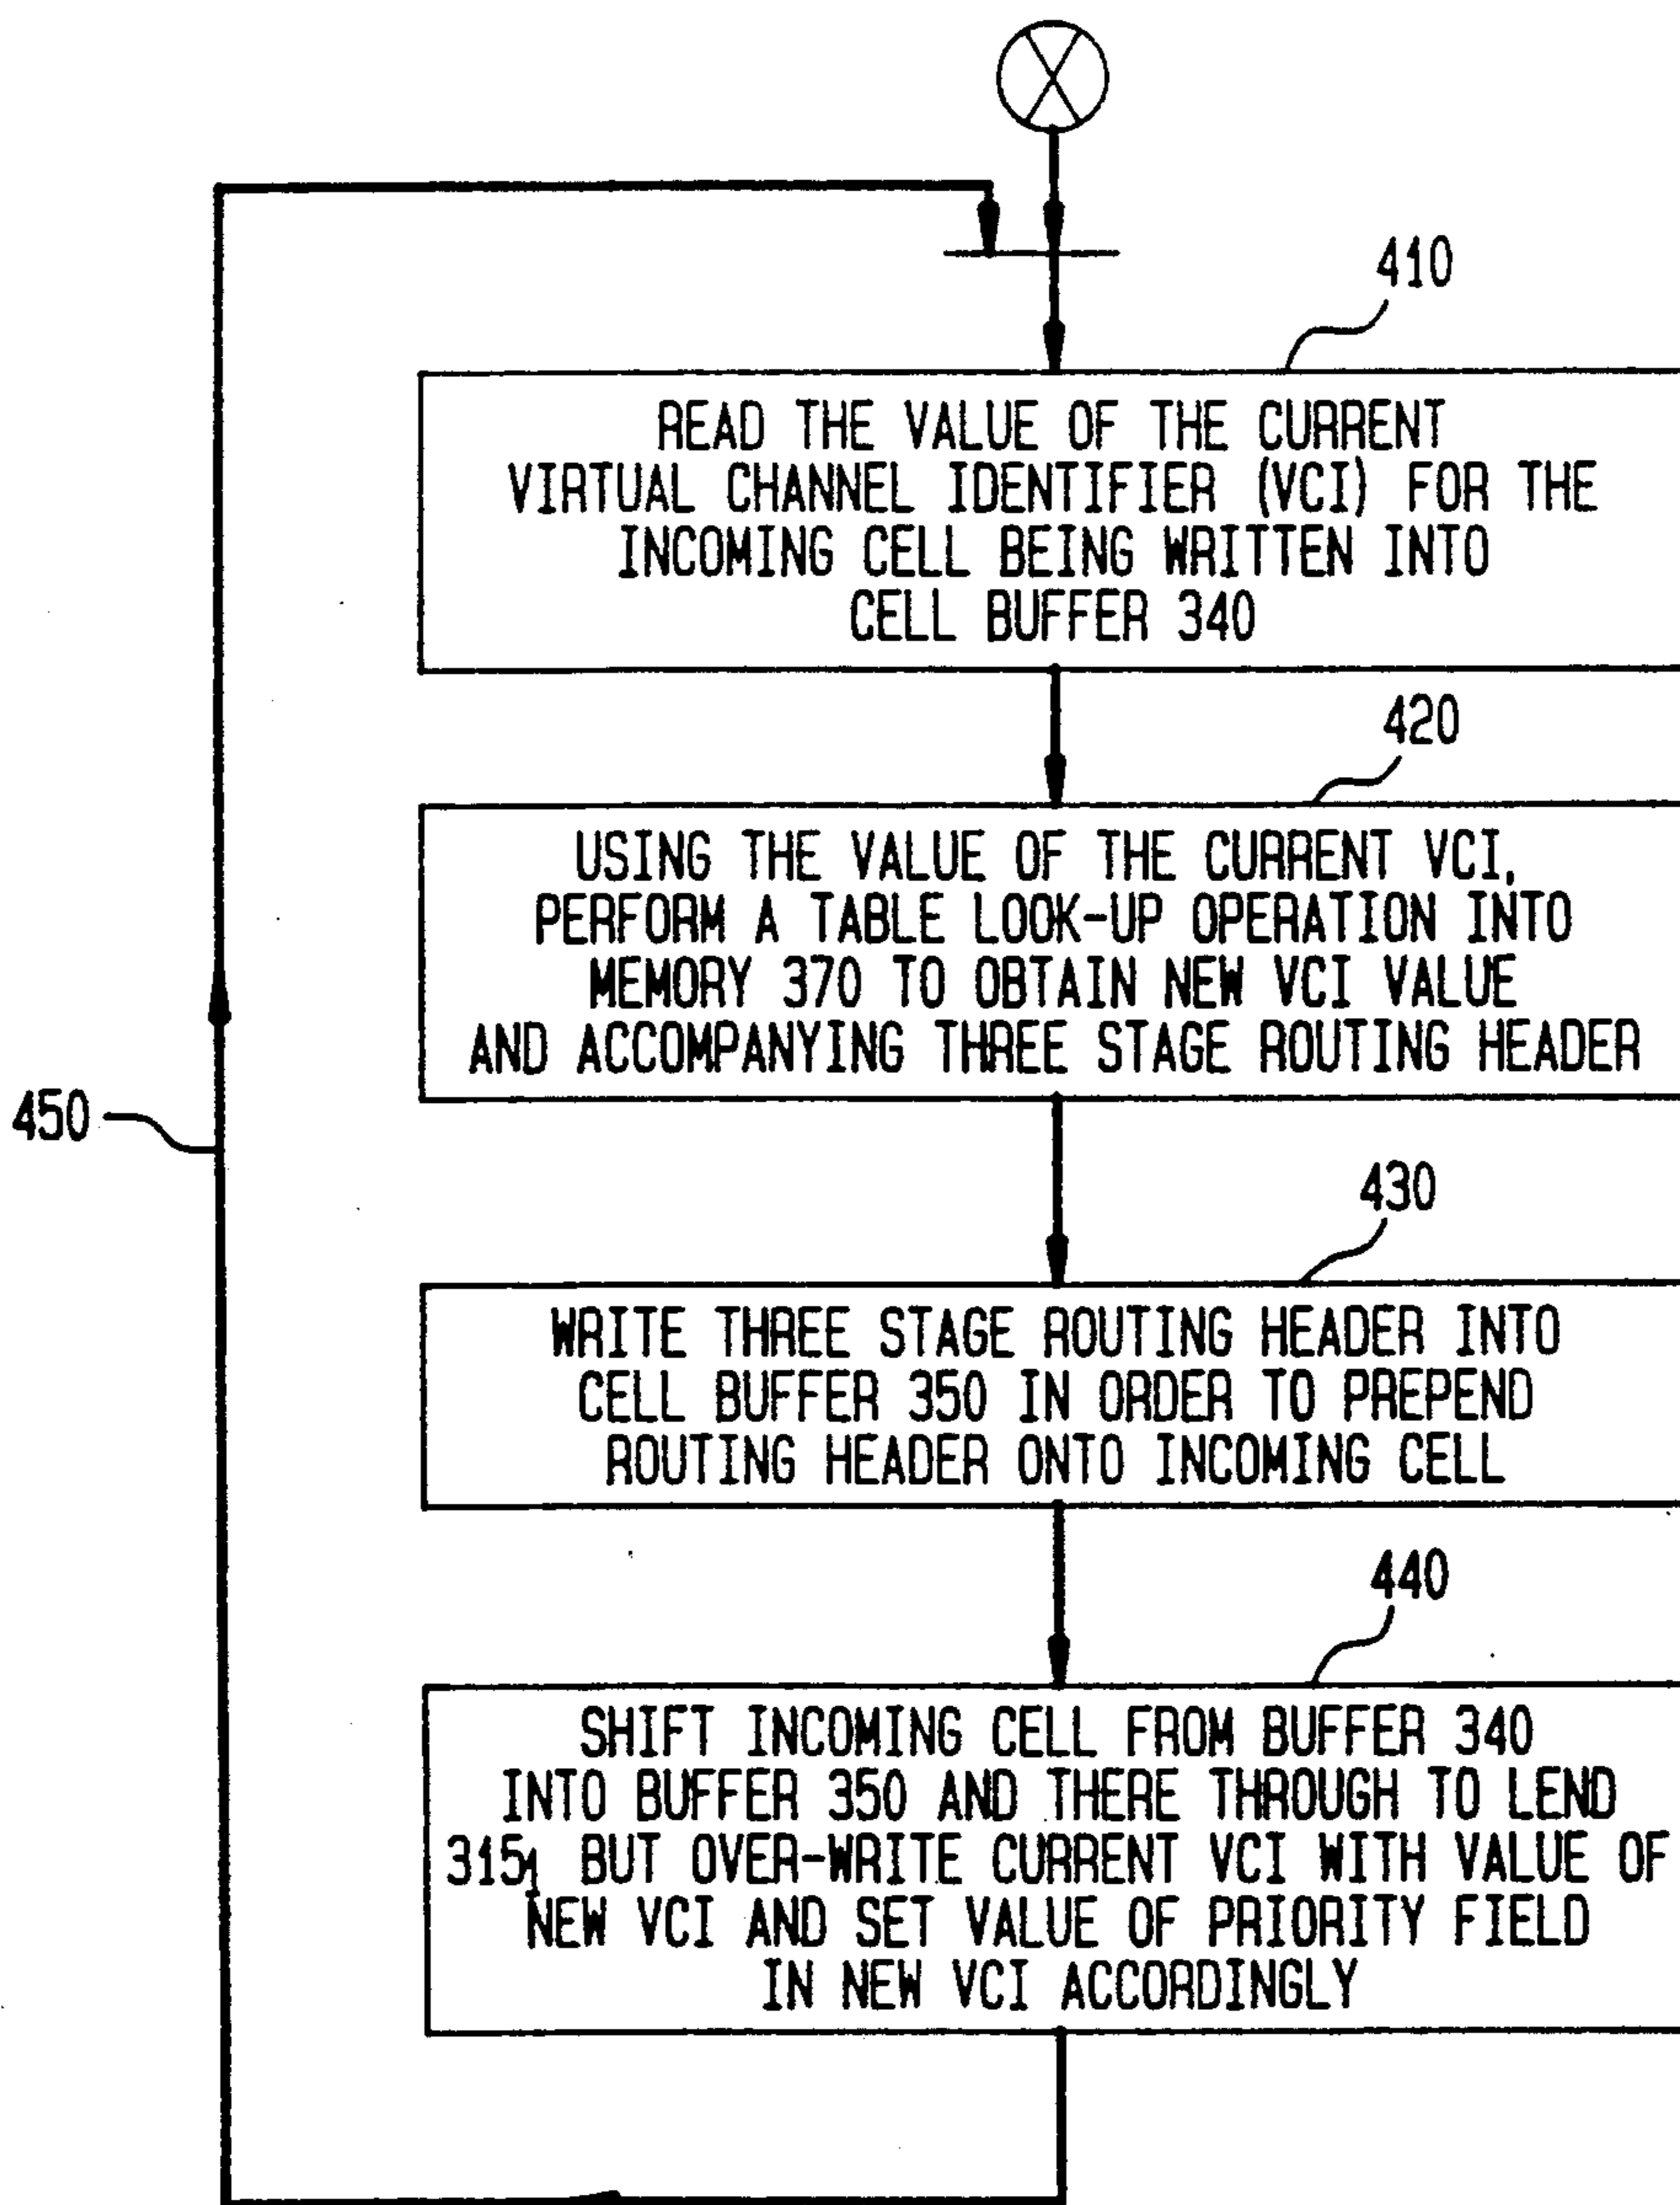 410
READ THE VALUE OF THE CURRENT
VIRTUAL CHANNEL IDENTIFIER (VCI) FOR THE
INCOMING CELL BEING WRITTEN INTO
CELL BUFFER 340
420
USING THE VALUE OF THE CURRENT VCI,
PERFORM A TABLE LOOK-UP OPERATION INTO
MEMORY 370 TO OBTAIN NEW VCI VALUE
AND ACCOMPANYING THREE STAGE ROUTING HEADER
450
430
WRITE THREE STAGE ROUTING HEADER INTO
CELL BUFFER 350 IN ORDER TO PREPEND
ROUTING HEADER ONTO INCOMING CELL
440
SHIFT INCOMING CELL FROM BUFFER 340
INTO BUFFER 350 AND THERE THROUGH TO LEND
315₁ BUT OVER-WRITE CURRENT VCI WITH VALUE OF
NEW VCI AND SET VALUE OF PRIORITY FIELD
IN NEW VCI ACCORDINGLY